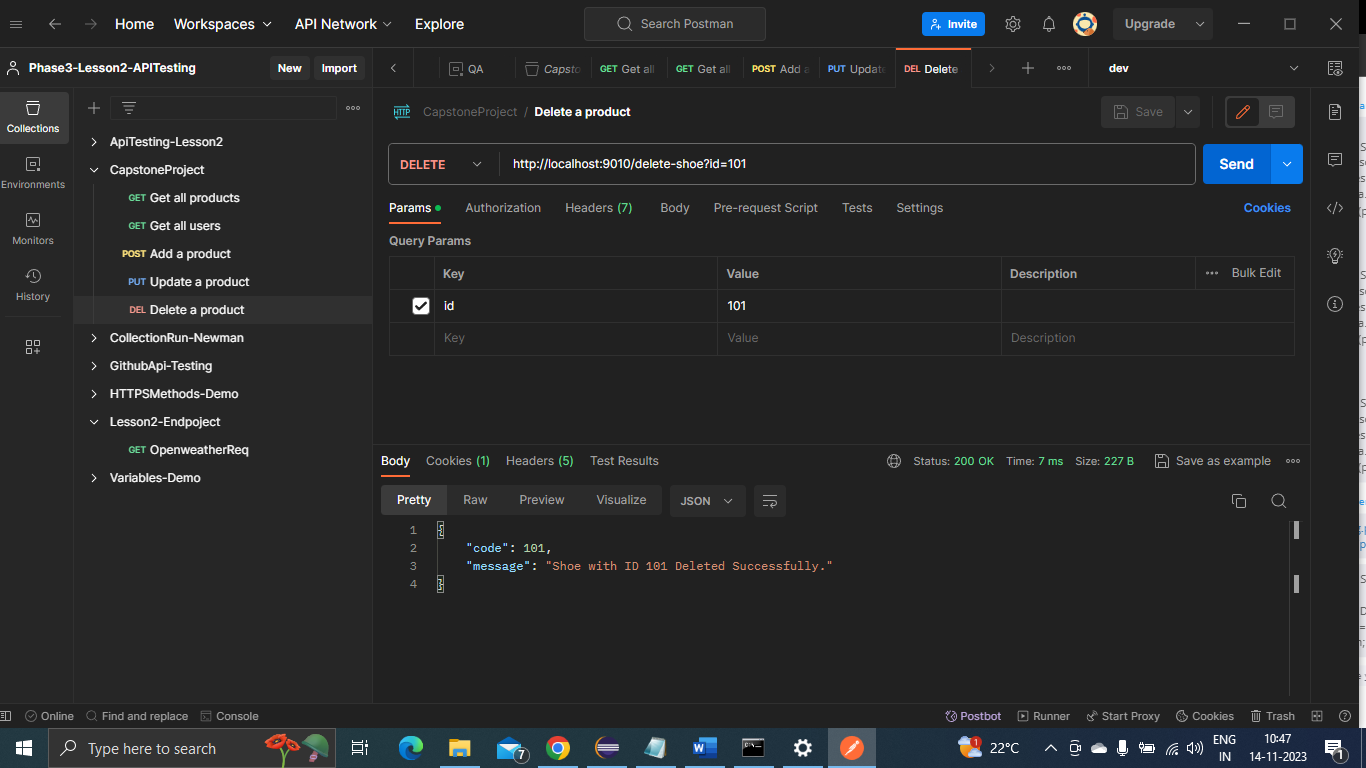 Home Workspaces API Network Explore Search Postman Invite Upgrade
Phase3-Lesson2-APITesting New Import QA Capsto GET Get all GET Get all POST Add a PUT Update DEL Delete dev
Collections
Environments
Monitors
History
ApiTesting-Lesson2
CapstoneProject
GET Get all products
GET Get all users
POST Add a product
PUT Update a product
DEL Delete a product
CollectionRun-Newman
GithubApi-Testing
HTTPSMethods-Demo
Lesson2-Endpoject
GET OpenweatherReq
Variables-Demo
HTTP CapstoneProject / Delete a product Save
DELETE http://localhost:9010/delete-shoe?id=101 Send
Params Authorization Headers (7) Body Pre-request Script Tests Settings Cookies
Query Params
Key Value Description Bulk Edit
id 101
Key Value Description
Body Cookies (1) Headers (5) Test Results Status: 200 OK Time: 7 ms Size: 227 B Save as example
Pretty Raw Preview Visualize JSON
1 {
2 "code": 101,
3 "message": "Shoe with ID 101 Deleted Successfully."
4 }
Online Find and replace Console Postbot Runner Start Proxy Cookies Trash
Type here to search 7 1 22°C ENG 10:47
IN 14-11-2023 1